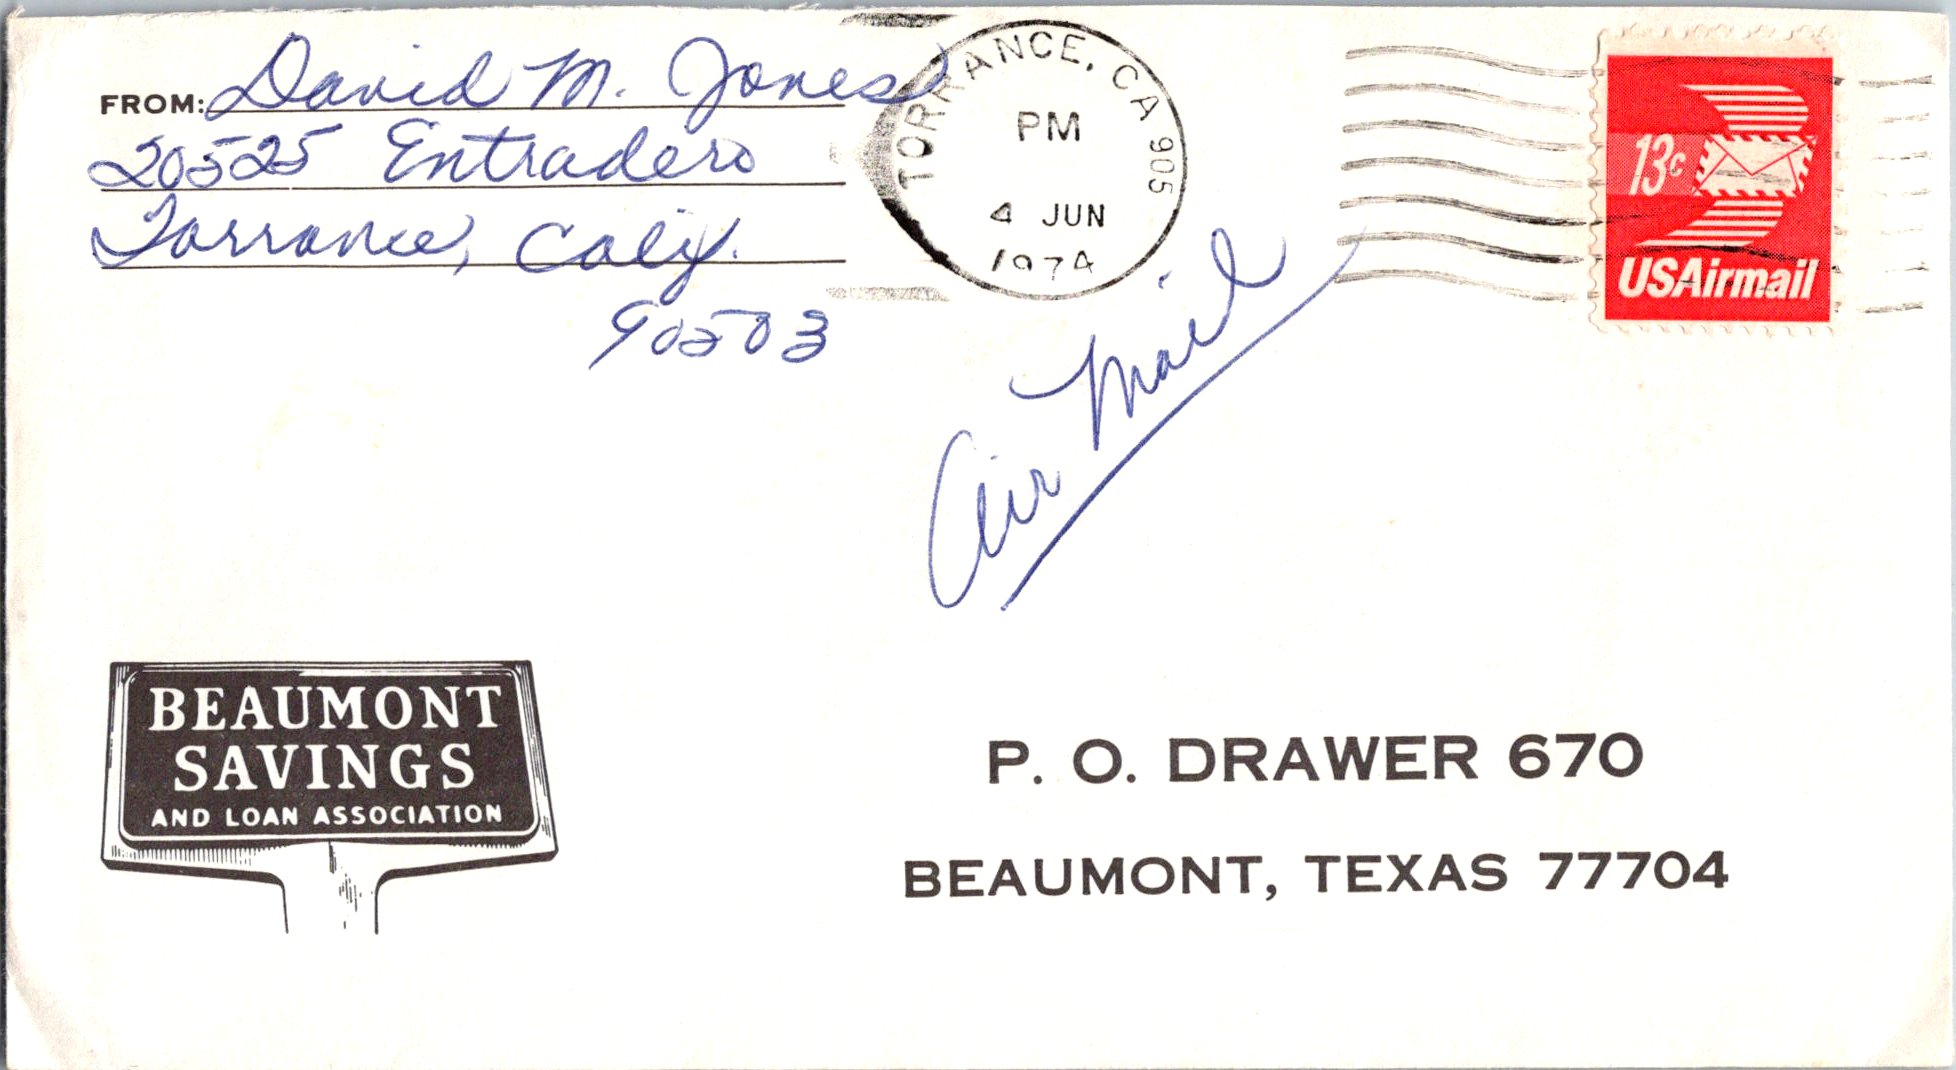 FROM: David M. Jones
20525 Entradero
Torrance, Calif.
90503
TORRANCE, CA 905
PM
4 JUN
1974
13c
USAirmail
Air Mail
BEAUMONT
SAVINGS
AND LOAN ASSOCIATION
P. O. DRAWER 670
BEAUMONT, TEXAS 77704